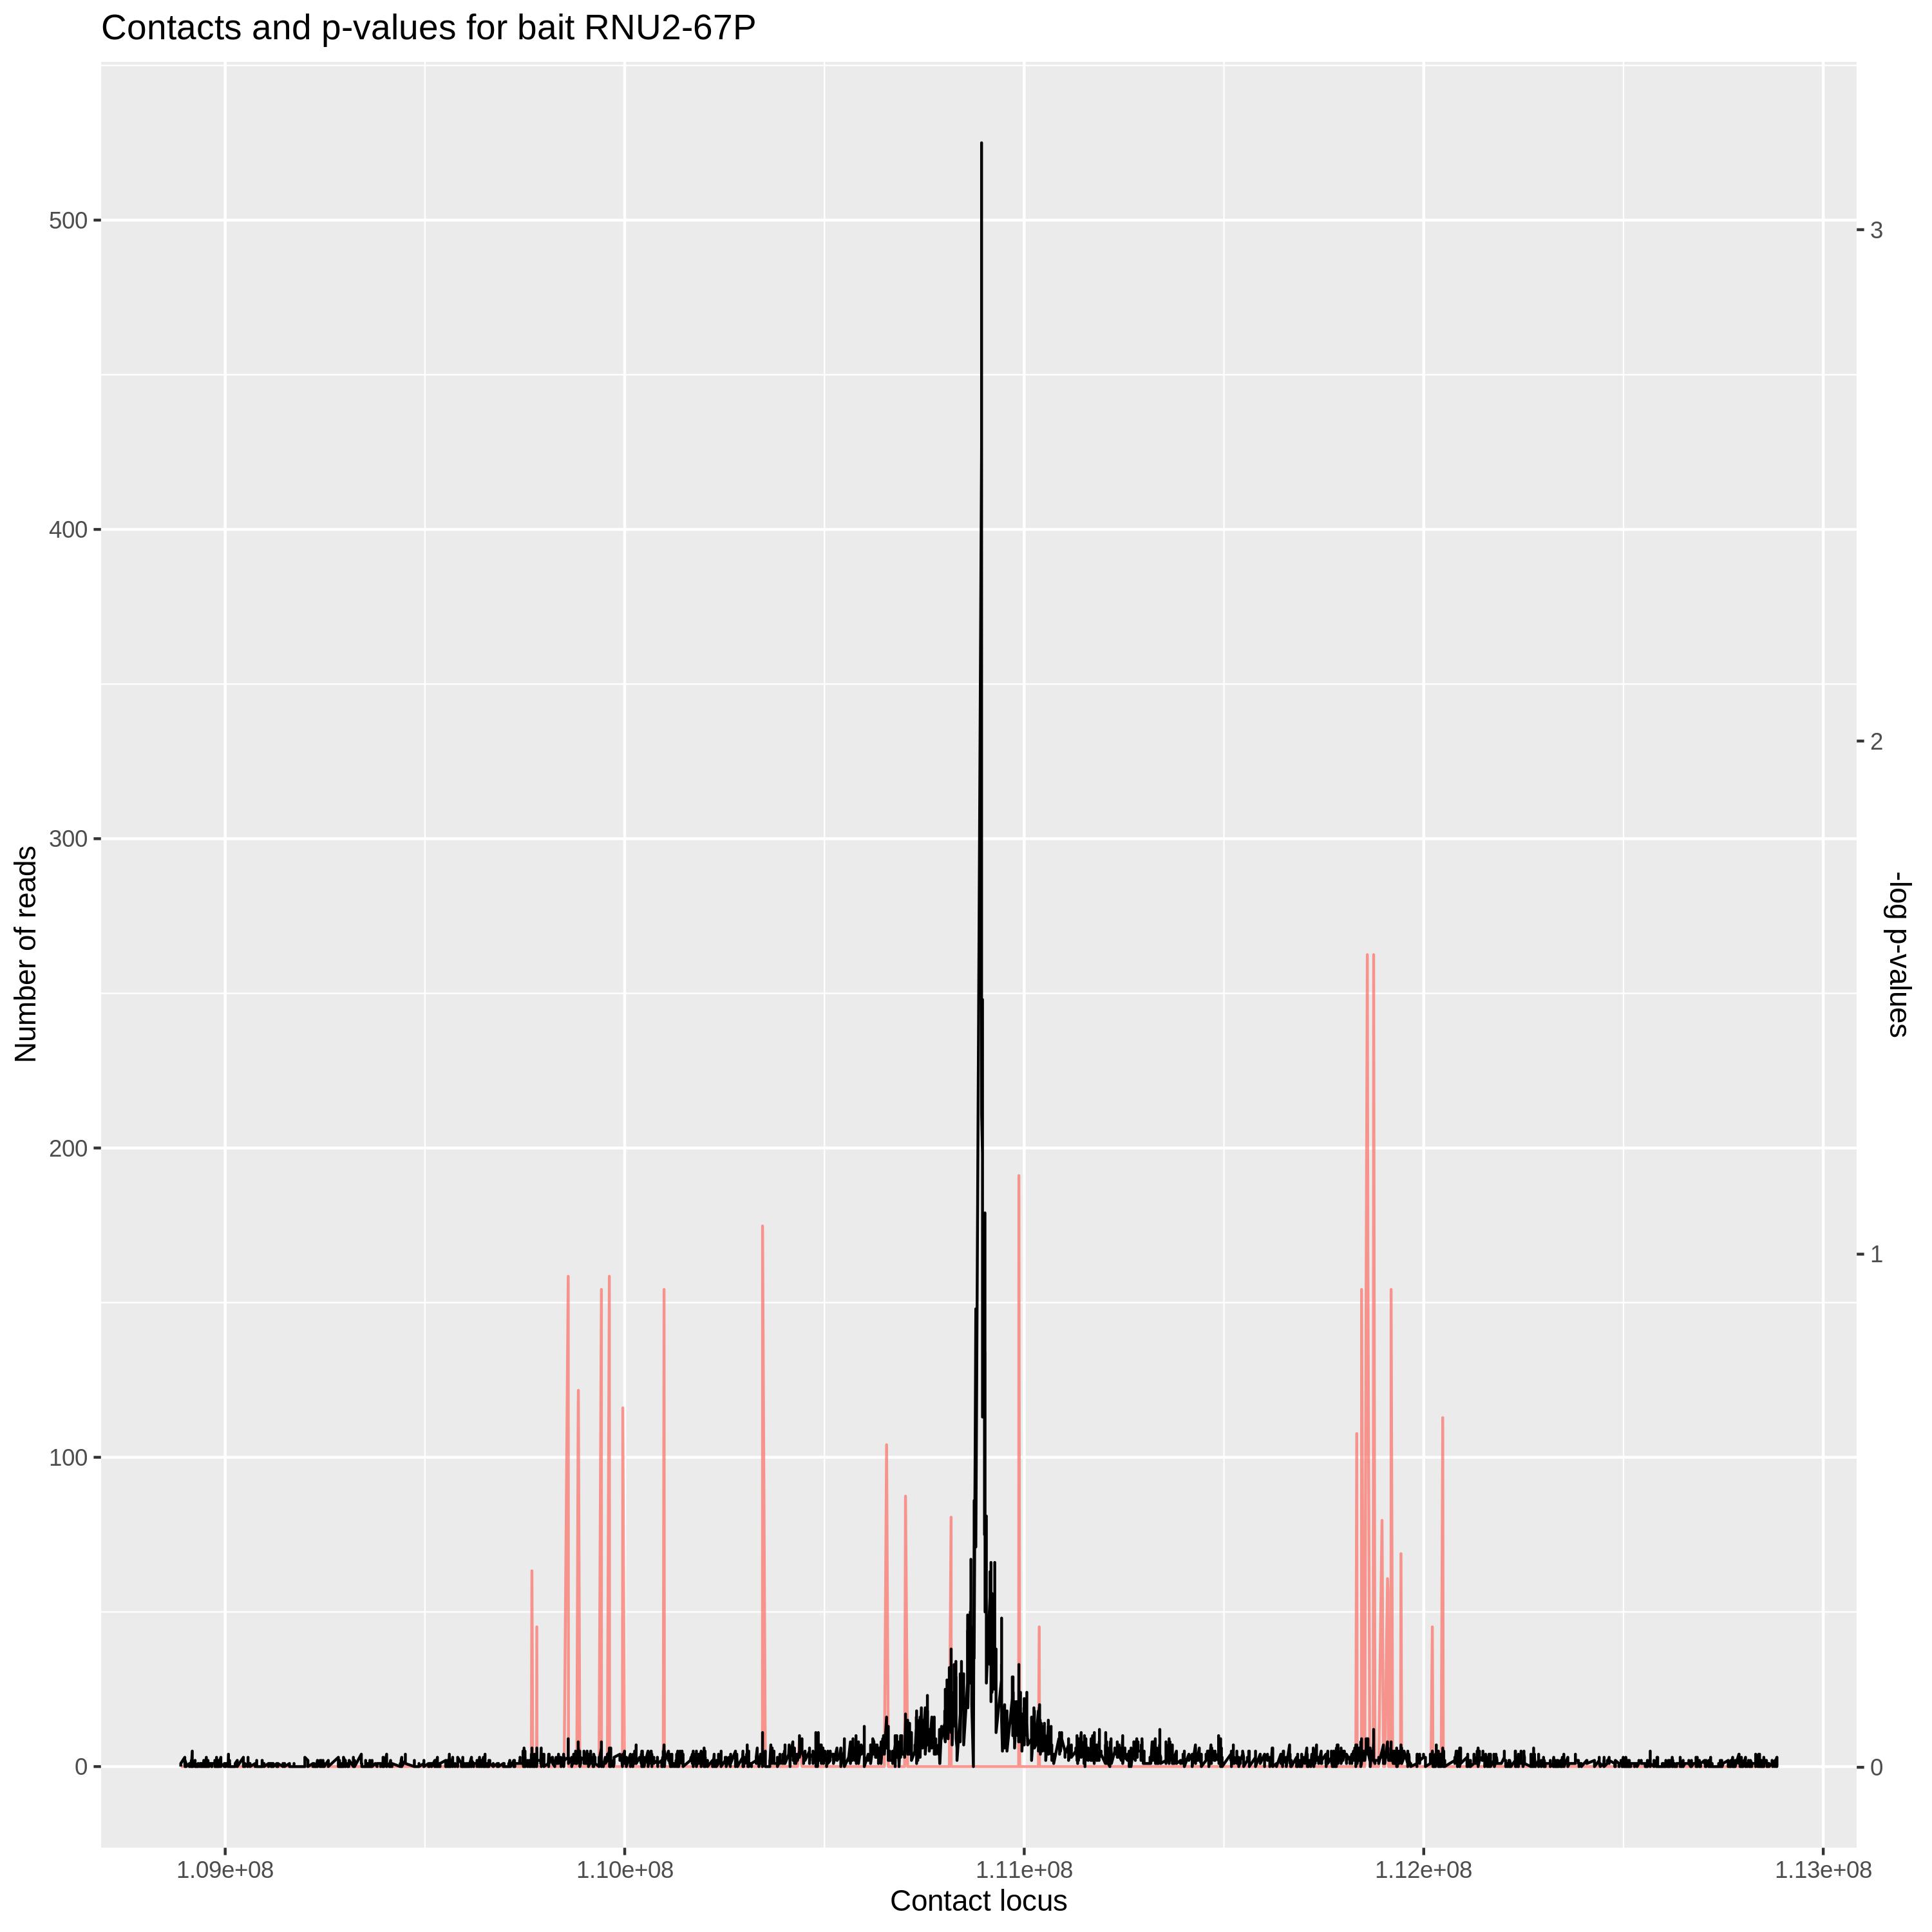 Contacts and p-values for bait RNU2-67P
500
400
300
200
100
0
Number of reads
3
2
1
0
-log p-values
1.09e+08 1.10e+08 1.11e+08 1.12e+08 1.13e+08
Contact locus